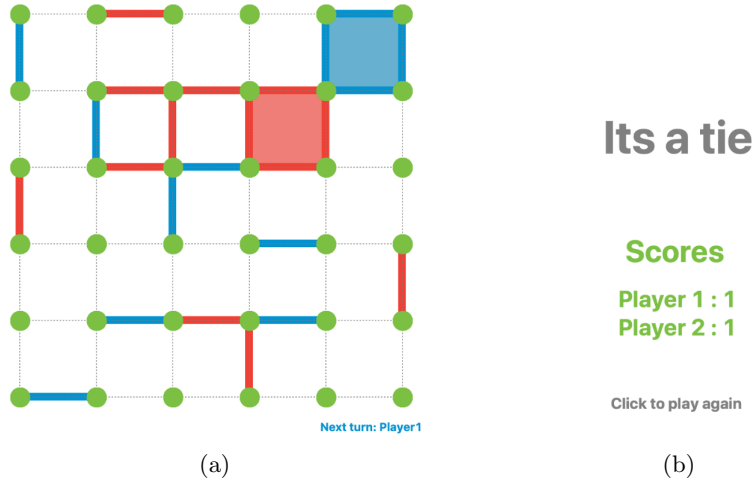 Next turn: Player1
(a)
Its a tie
Scores
Player 1 : 1
Player 2 : 1
Click to play again
(b)